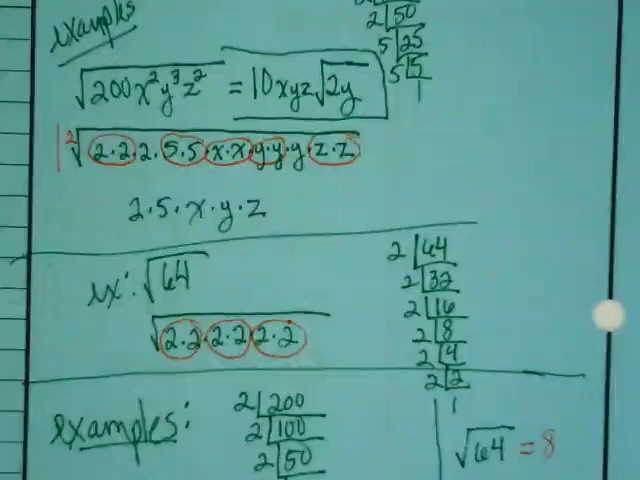 examples
2 50
5 25
5 5
1
√200x²y³z² = 10xyz√2y
²√2·2·2·5·5·x·x·y·y·y·z·z
2·5·x·y·z
ex: √64
√2·2·2·2·2·2
2 64
2 32
2 16
2 8
2 4
2 2
1
examples:
2 200
2 100
2 50
√64 = 8